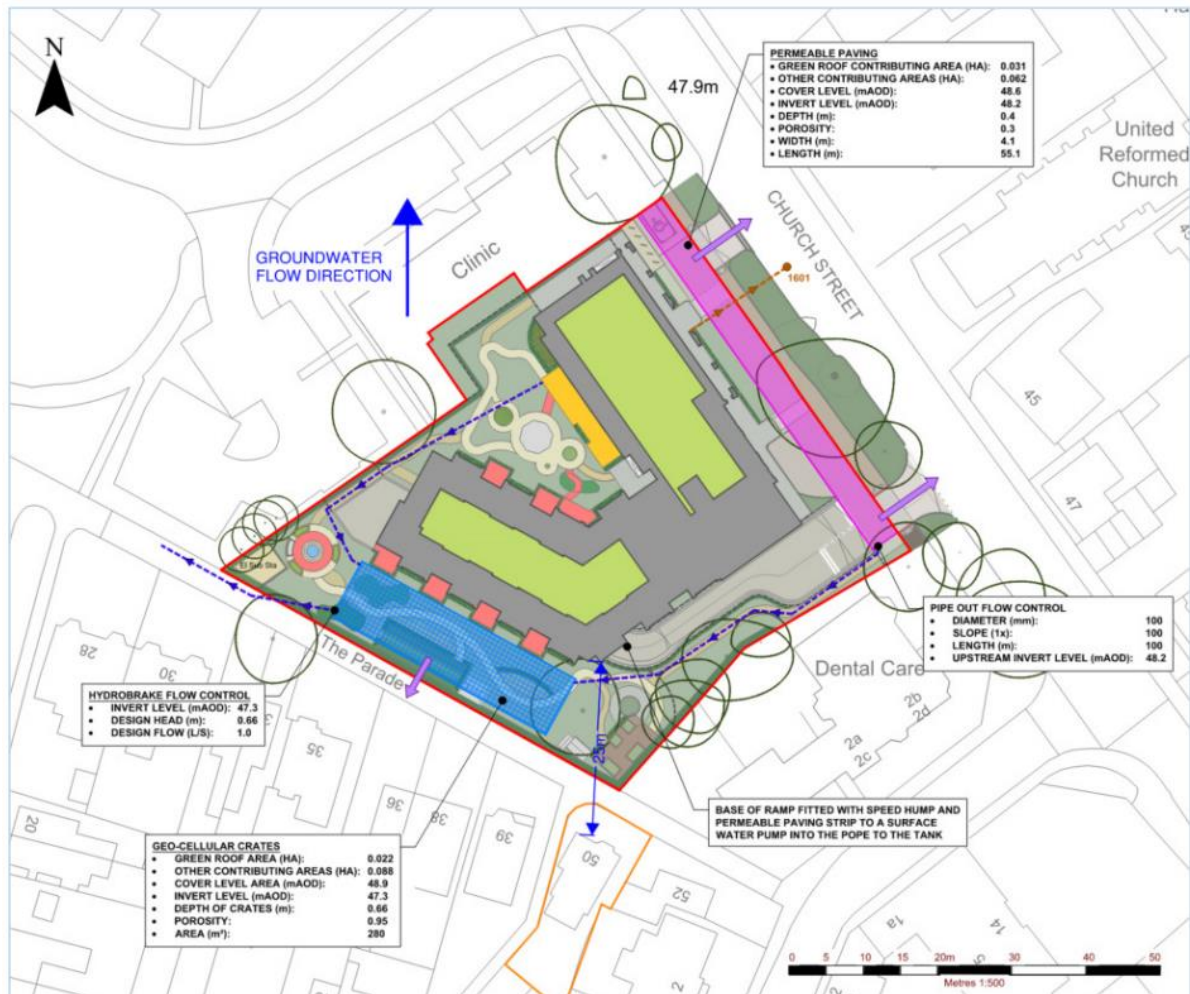 N
47.9m
PERMEABLE PAVING
• GREEN ROOF CONTRIBUTING AREA (HA): 0.031
• OTHER CONTRIBUTING AREAS (HA): 0.062
• COVER LEVEL (mAOD): 48.6
• INVERT LEVEL (mAOD): 48.2
• DEPTH (m): 0.4
• POROSITY: 0.3
• WIDTH (m): 4.1
• LENGTH (m): 55.1
United
Reformed
Church
CHURCH STREET
GROUNDWATER
FLOW DIRECTION
Clinic
1601
45
47
El Sub Sta
The Parade
28
30
35
38
36
39
20
50
52
Dental Care
2b
2d
2a
2c
1a
14
2
25m
PIPE OUT FLOW CONTROL
• DIAMETER (mm): 100
• SLOPE (1x): 100
• LENGTH (m): 100
• UPSTREAM INVERT LEVEL (mAOD): 48.2
HYDROBRAKE FLOW CONTROL
• INVERT LEVEL (mAOD): 47.3
• DESIGN HEAD (m): 0.66
• DESIGN FLOW (L/S): 1.0
BASE OF RAMP FITTED WITH SPEED HUMP AND
PERMEABLE PAVING STRIP TO A SURFACE
WATER PUMP INTO THE POPE TO THE TANK
GEO-CELLULAR CRATES
• GREEN ROOF AREA (HA): 0.022
• OTHER CONTRIBUTING AREAS (HA): 0.088
• COVER LEVEL AREA (mAOD): 48.9
• INVERT LEVEL (mAOD): 47.3
• DEPTH OF CRATES (m): 0.66
• POROSITY: 0.95
• AREA (m²): 280
0 5 10 15 20m 30 40 50
Metres 1:500